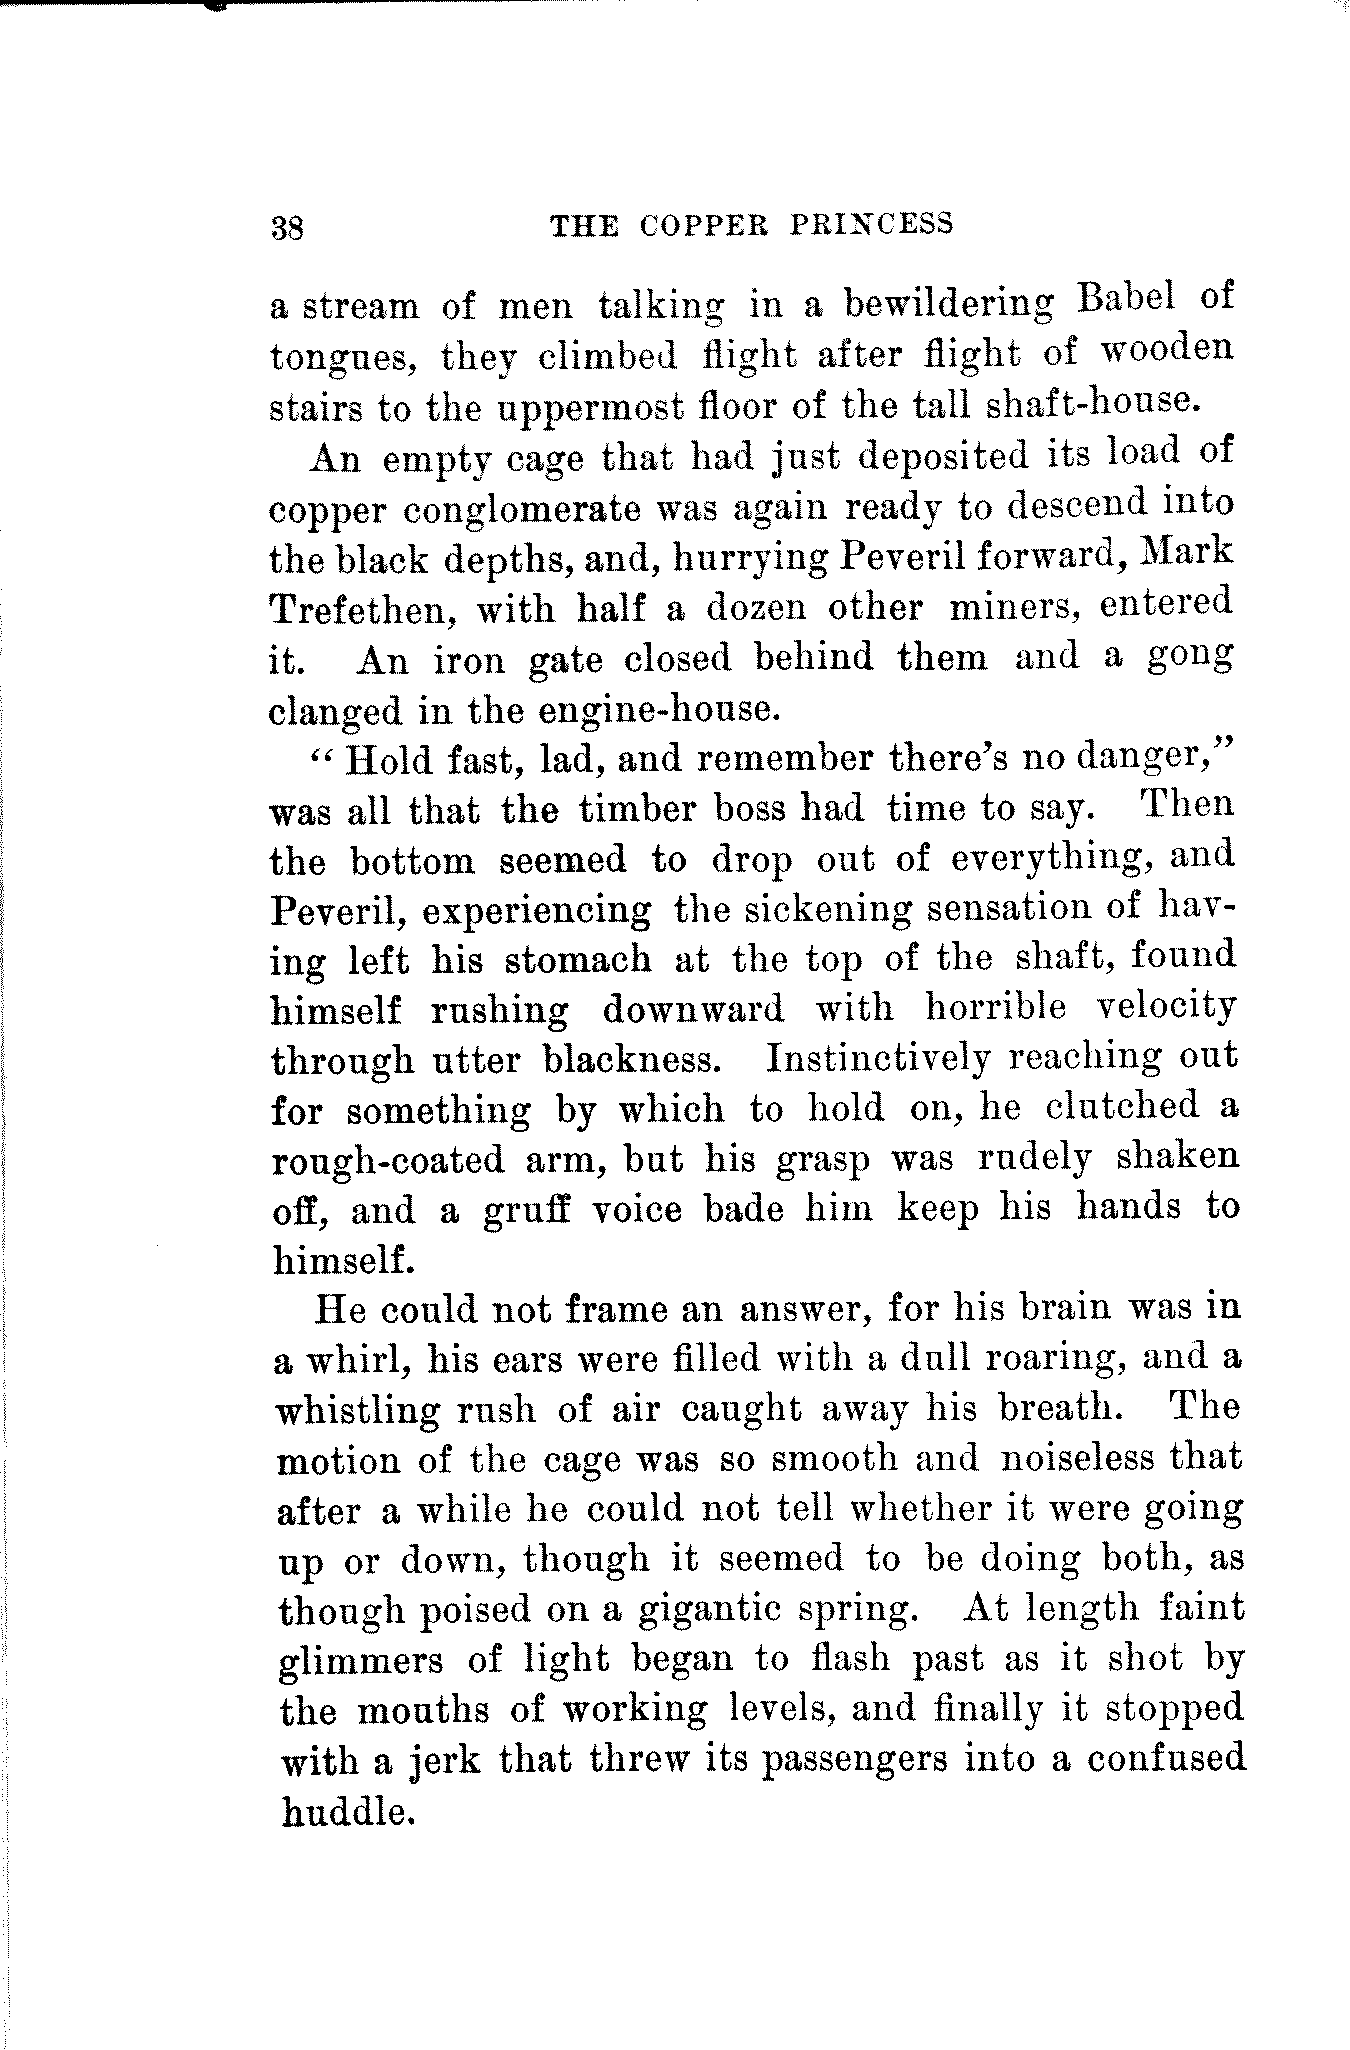 38 THE COPPER PRINCESS
a stream of men talking in a bewildering Babel of
tongues, they climbed flight after flight of wooden
stairs to the uppermost floor of the tall shaft-house.
An empty cage that had just deposited its load of
copper conglomerate was again ready to descend into
the black depths, and, hurrying Peveril forward, Mark
Trefethen, with half a dozen other miners, entered
it. An iron gate closed behind them and a gong
clanged in the engine-house.
“ Hold fast, lad, and remember there’s no danger,”
was all that the timber boss had time to say. Then
the bottom seemed to drop out of everything, and
Peveril, experiencing the sickening sensation of hav-
ing left his stomach at the top of the shaft, found
himself rushing downward with horrible velocity
through utter blackness. Instinctively reaching out
for something by which to hold on, he clutched a
rough-coated arm, but his grasp was rudely shaken
off, and a gruff voice bade him keep his hands to
himself.
He could not frame an answer, for his brain was in
a whirl, his ears were filled with a dull roaring, and a
whistling rush of air caught away his breath. The
motion of the cage was so smooth and noiseless that
after a while he could not tell whether it were going
up or down, though it seemed to be doing both, as
though poised on a gigantic spring. At length faint
glimmers of light began to flash past as it shot by
the mouths of working levels, and finally it stopped
with a jerk that threw its passengers into a confused
huddle.